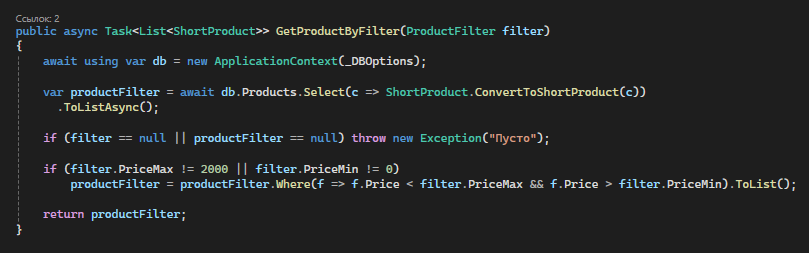 Ссылок: 2
public async Task<List<ShortProduct>> GetProductByFilter(ProductFilter filter)
{
    await using var db = new ApplicationContext(_DBOptions);

    var productFilter = await db.Products.Select(c => ShortProduct.ConvertToShortProduct(c))
      .ToListAsync();

    if (filter == null || productFilter == null) throw new Exception("Пусто");

    if (filter.PriceMax != 2000 || filter.PriceMin != 0)
        productFilter = productFilter.Where(f => f.Price < filter.PriceMax && f.Price > filter.PriceMin).ToList();

    return productFilter;
}